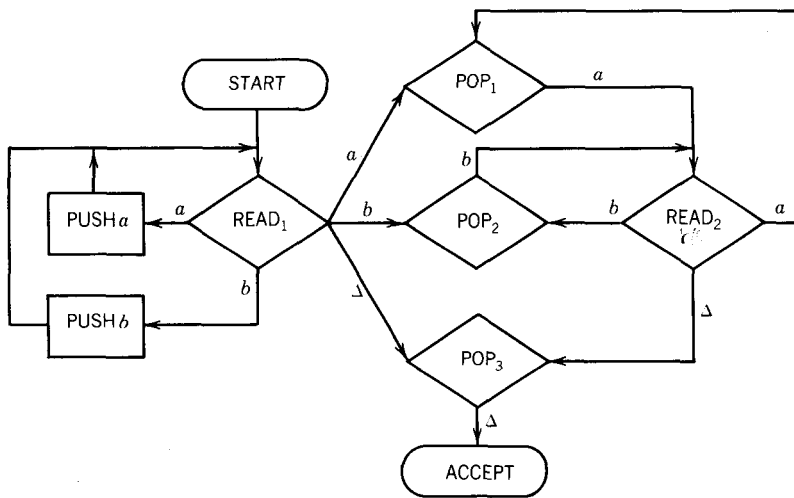 START
POP₁
a
a
b
PUSH a
a
READ₁
b
POP₂
b
READ₂
a
b
PUSH b
Δ
Δ
POP₃
Δ
ACCEPT